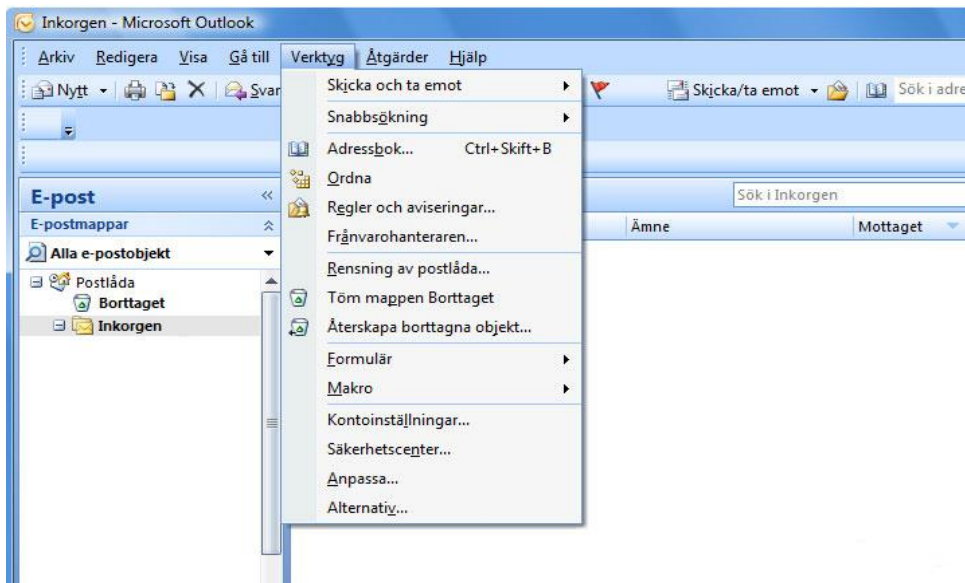 Inkorgen - Microsoft Outlook
Arkiv Redigera Visa Gå till Verktyg Åtgärder Hjälp
Nytt Svar Skicka/ta emot Sök i adre
Skicka och ta emot
Snabbsökning
Adressbok... Ctrl+Skift+B
Ordna
Regler och aviseringar...
Frånvarohanteraren...
Rensning av postlåda...
Töm mappen Borttaget
Återskapa borttagna objekt...
Formulär
Makro
Kontoinställningar...
Säkerhetscenter...
Anpassa...
Alternativ...
E-post
E-postmappar
Alla e-postobjekt
Postlåda
Borttaget
Inkorgen
Sök i Inkorgen
Ämne Mottaget